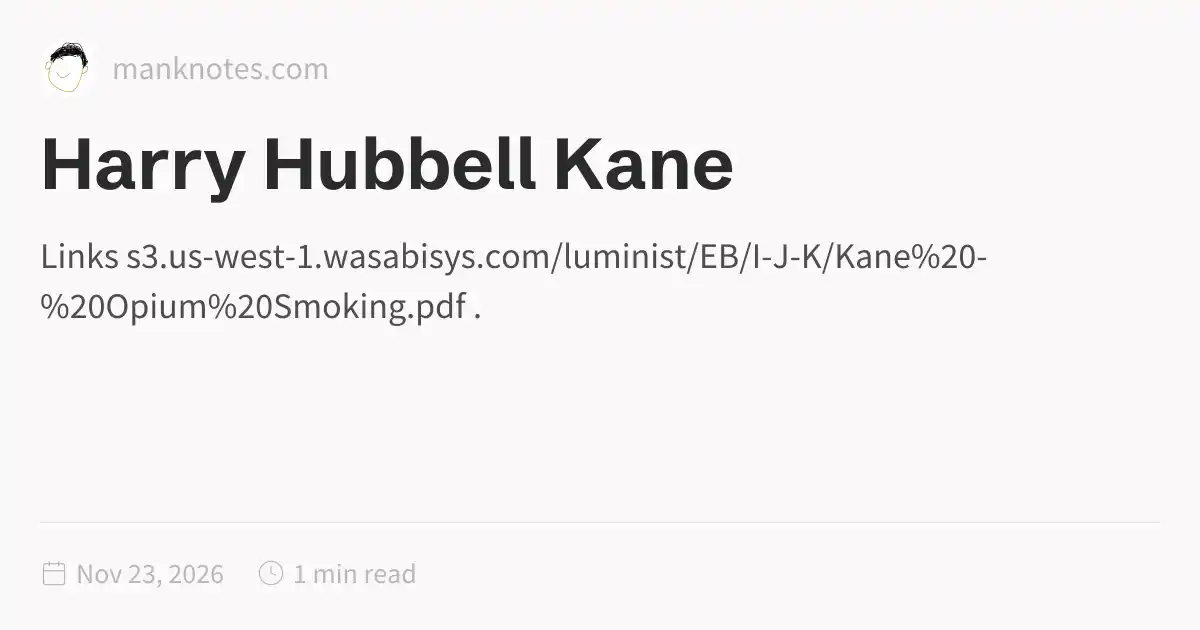 manknotes.com
Harry Hubbell Kane
Links s3.us-west-1.wasabisys.com/luminist/EB/I-J-K/Kane%20-
%20Opium%20Smoking.pdf .
Nov 23, 2026 1 min read